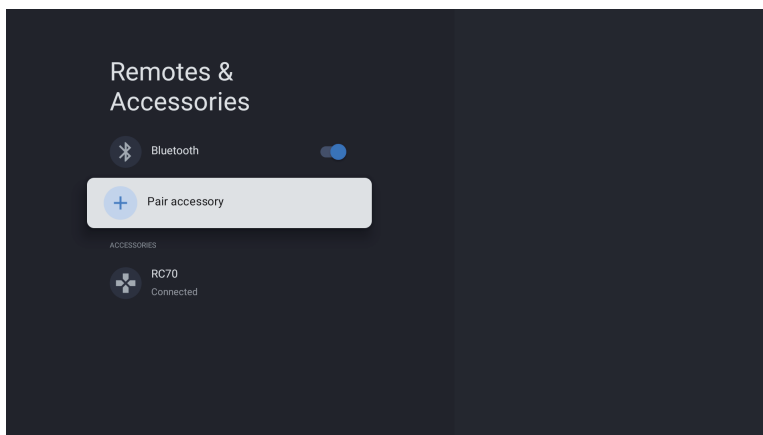 Remotes &
Accessories
Bluetooth
Pair accessory
ACCESSORIES
RC70
Connected